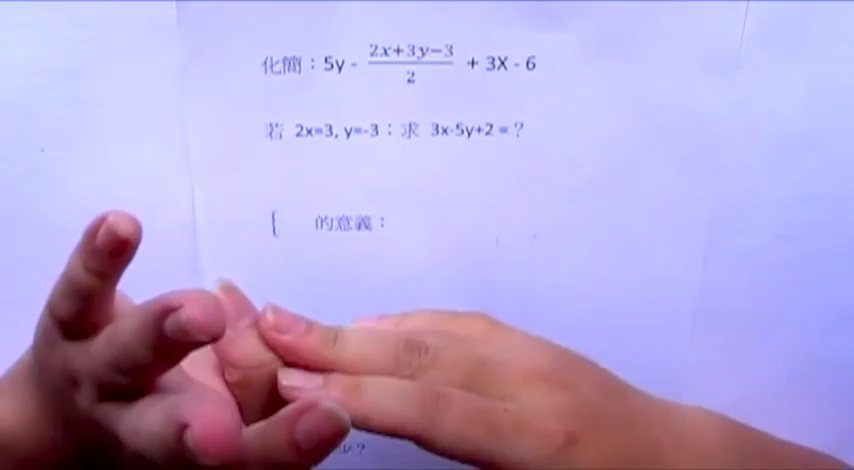 化簡：5y - \frac{2x+3y-3}{2} + 3X - 6
若 2x=3, y=-3；求 3x-5y+2 = ？
{ 的意義：
？